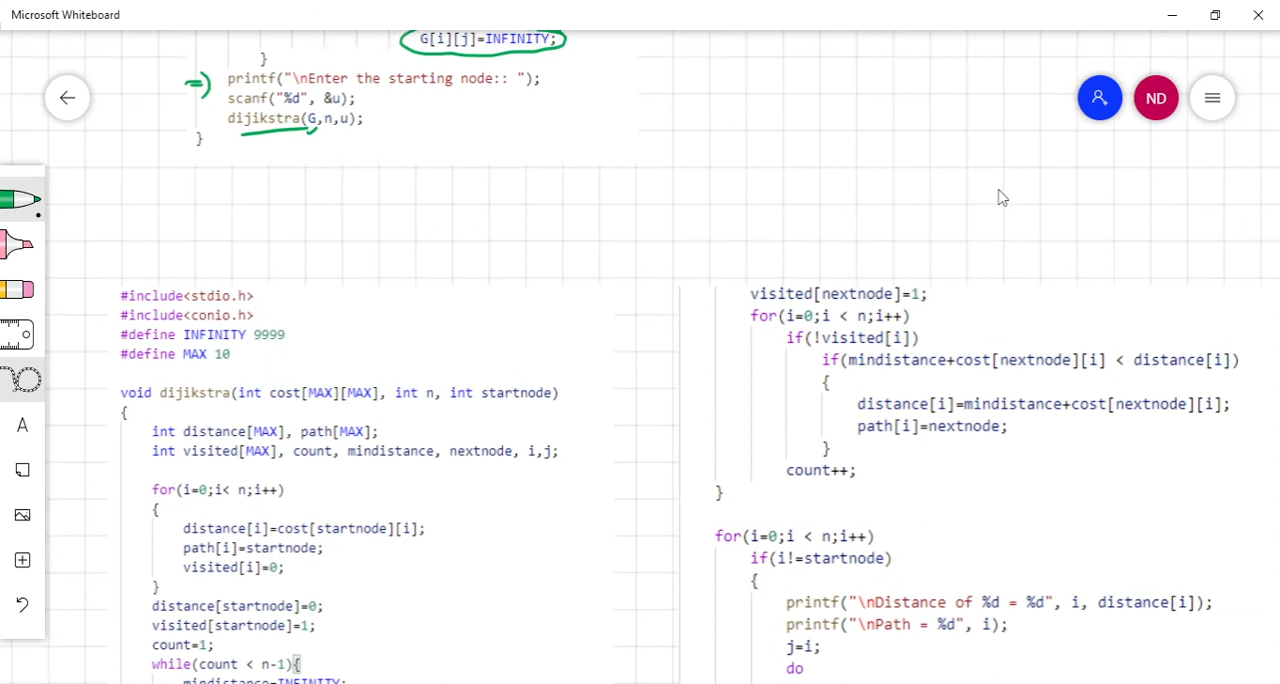 Microsoft Whiteboard
G[i][j]=INFINITY;
}
printf("\nEnter the starting node:: ");
scanf("%d", &u);
dijikstra(G,n,u);
}
ND
A
#include<stdio.h>
#include<conio.h>
#define INFINITY 9999
#define MAX 10
void dijikstra(int cost[MAX][MAX], int n, int startnode)
{
int distance[MAX], path[MAX];
int visited[MAX], count, mindistance, nextnode, i,j;
for(i=0;i< n;i++)
{
distance[i]=cost[startnode][i];
path[i]=startnode;
visited[i]=0;
}
distance[startnode]=0;
visited[startnode]=1;
count=1;
while(count < n-1){
mindistance=INFINITY;
visited[nextnode]=1;
for(i=0;i < n;i++)
if(!visited[i])
if(mindistance+cost[nextnode][i] < distance[i])
{
distance[i]=mindistance+cost[nextnode][i];
path[i]=nextnode;
}
count++;
}
for(i=0;i < n;i++)
if(i!=startnode)
{
printf("\nDistance of %d = %d", i, distance[i]);
printf("\nPath = %d", i);
j=i;
do